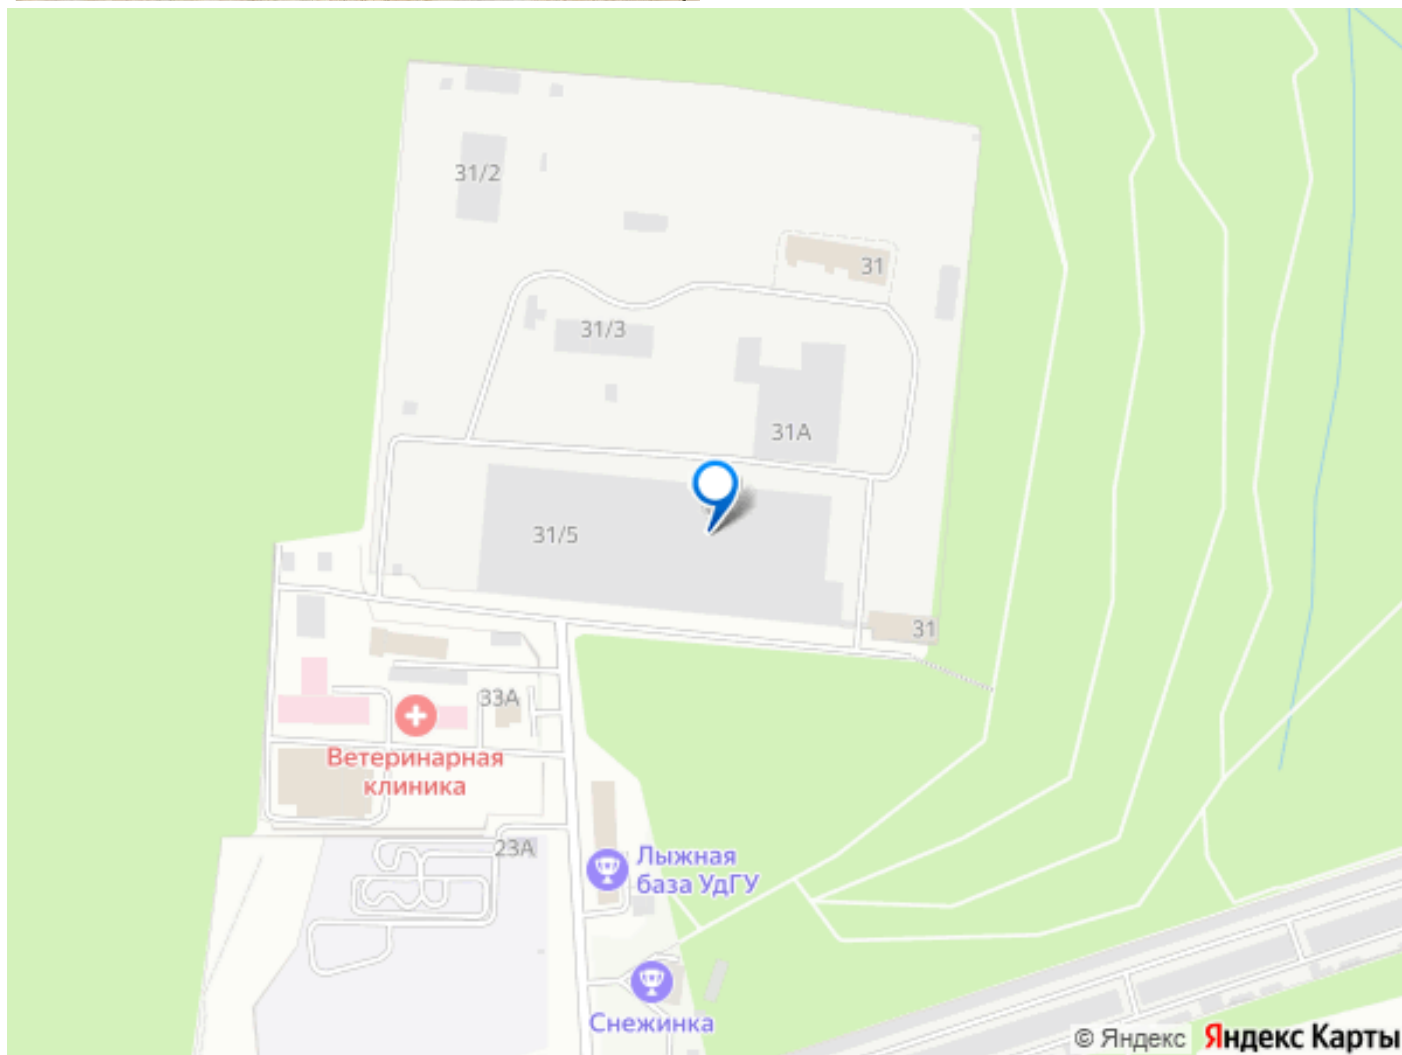 31/2
31
31/3
31А
31/5
31
33А
Ветеринарная
клиника
23А
Лыжная
база УдГУ
Снежинка
© Яндекс Яндекс Карты